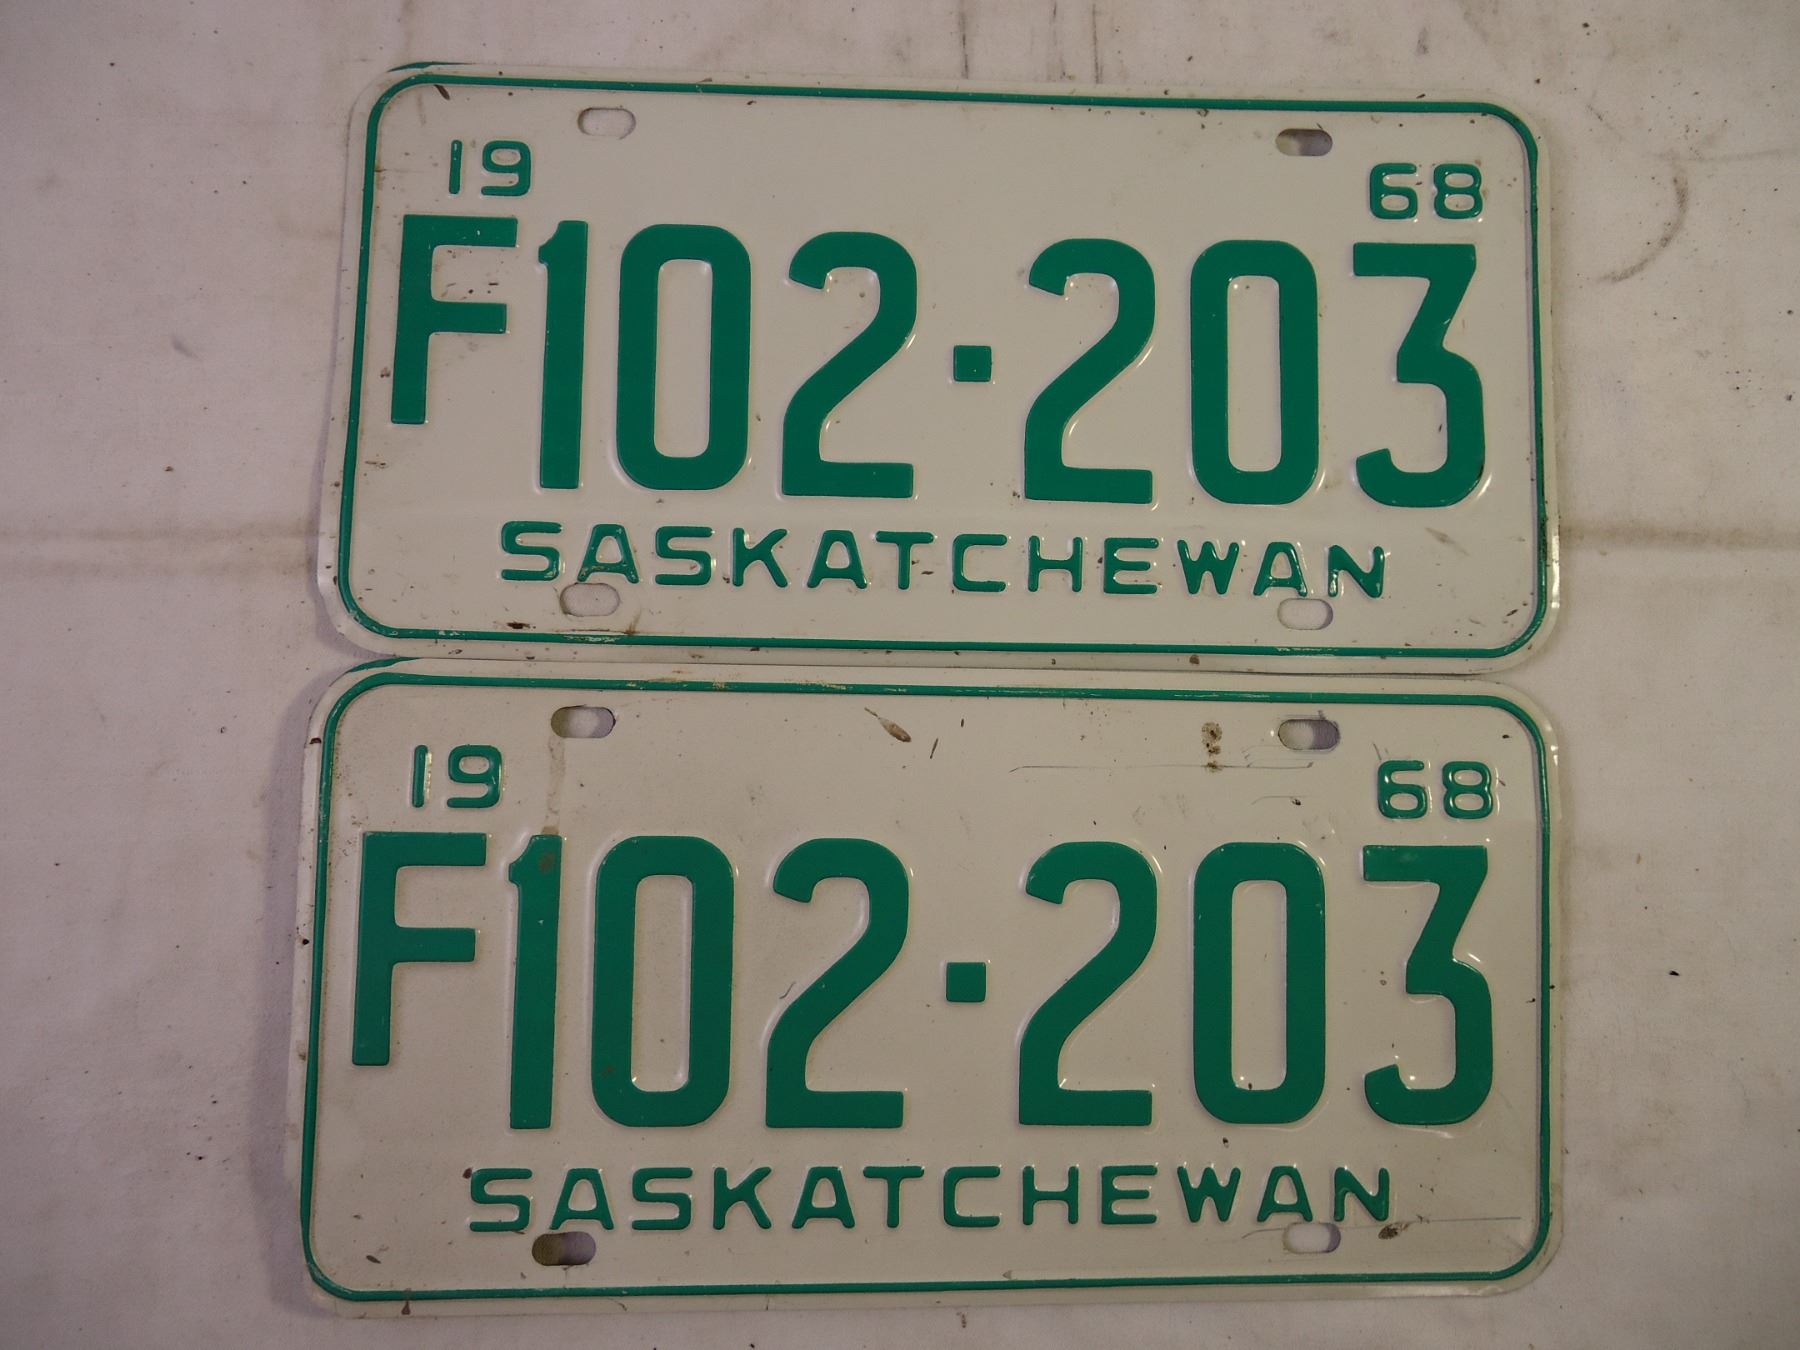 19 68
F102·203
SASKATCHEWAN
19 68
F102·203
SASKATCHEWAN